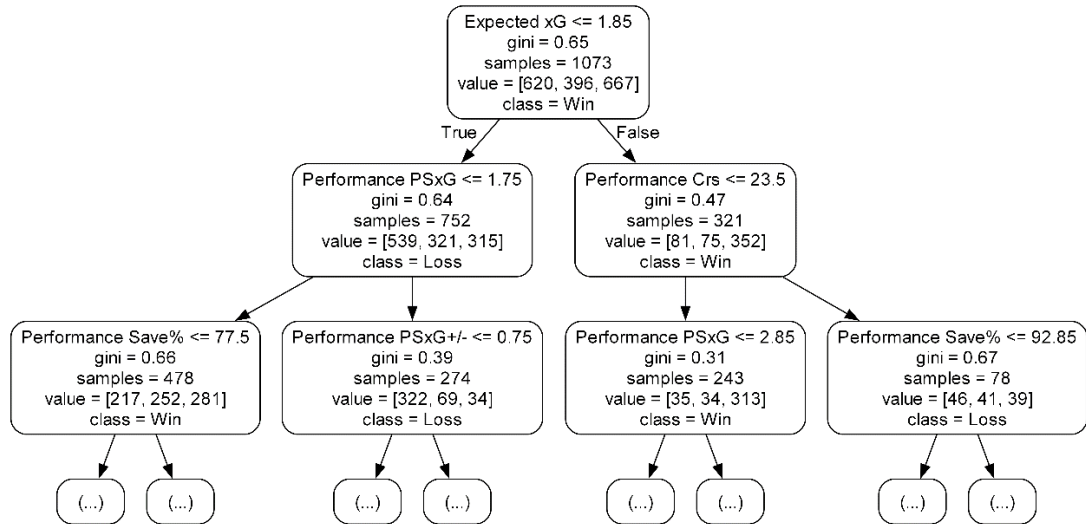 Expected xG <= 1.85
gini = 0.65
samples = 1073
value = [620, 396, 667]
class = Win
True
False
Performance PSxG <= 1.75
gini = 0.64
samples = 752
value = [539, 321, 315]
class = Loss
Performance Crs <= 23.5
gini = 0.47
samples = 321
value = [81, 75, 352]
class = Win
Performance Save% <= 77.5
gini = 0.66
samples = 478
value = [217, 252, 281]
class = Win
Performance PSxG+/- <= 0.75
gini = 0.39
samples = 274
value = [322, 69, 34]
class = Loss
Performance PSxG <= 2.85
gini = 0.31
samples = 243
value = [35, 34, 313]
class = Win
Performance Save% <= 92.85
gini = 0.67
samples = 78
value = [46, 41, 39]
class = Loss
(...)
(...)
(...)
(...)
(...)
(...)
(...)
(...)